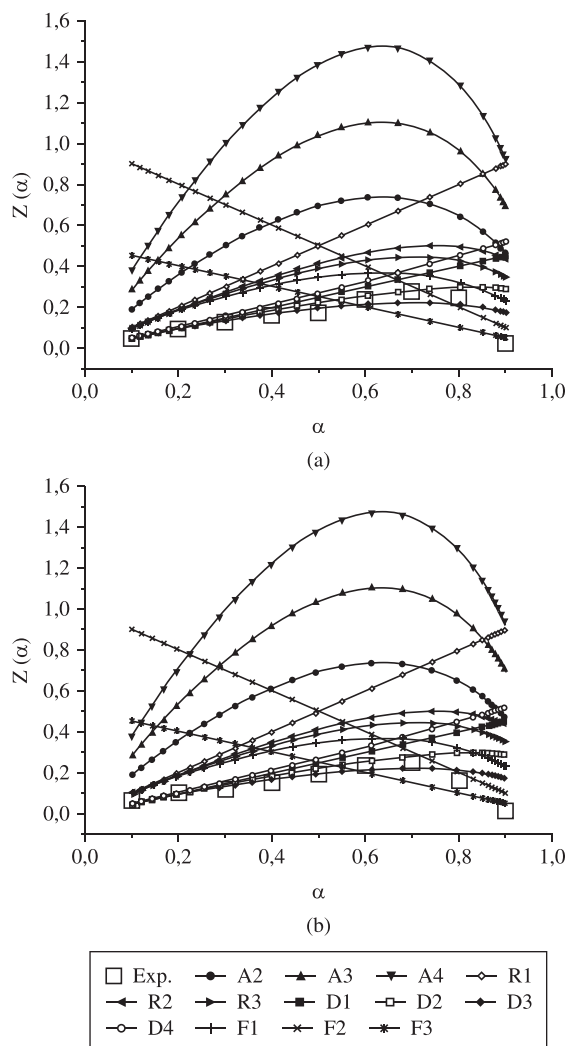 1,6
1,4
1,2
1,0
0,8
0,6
0,4
0,2
0,0
Z (α)
0,0 0,2 0,4 0,6 0,8 1,0
α
(a)
1,6
1,4
1,2
1,0
0,8
0,6
0,4
0,2
0,0
Z (α)
0,0 0,2 0,4 0,6 0,8 1,0
α
(b)
Exp. A2 A3 A4 R1
R2 R3 D1 D2 D3
D4 F1 F2 F3